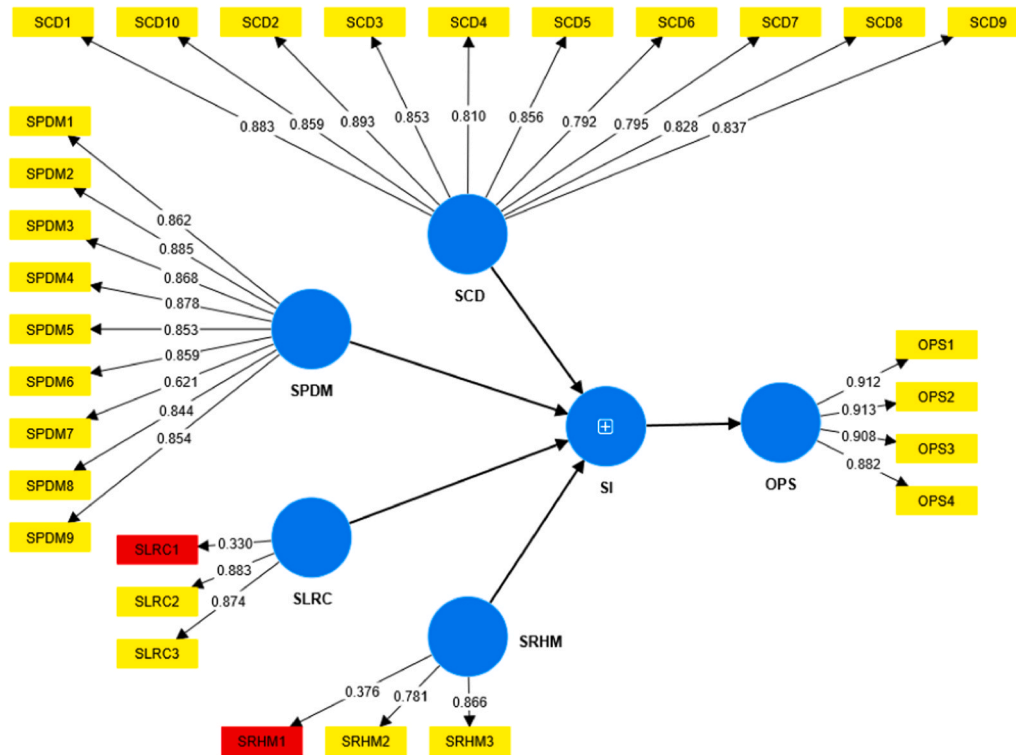 SCD1 SCD10 SCD2 SCD3 SCD4 SCD5 SCD6 SCD7 SCD8 SCD9
0.883 0.859 0.893 0.853 0.810 0.856 0.792 0.795 0.828 0.837
SCD
SPDM1
SPDM2
SPDM3
SPDM4
SPDM5
SPDM6
SPDM7
SPDM8
SPDM9
0.862
0.885
0.868
0.878
0.853
0.859
0.621
0.844
0.854
SPDM
SI
OPS
0.912
0.913
0.908
0.882
OPS1
OPS2
OPS3
OPS4
SLRC1
SLRC2
SLRC3
0.330
0.883
0.874
SLRC
SRHM
0.376 0.781 0.866
SRHM1 SRHM2 SRHM3